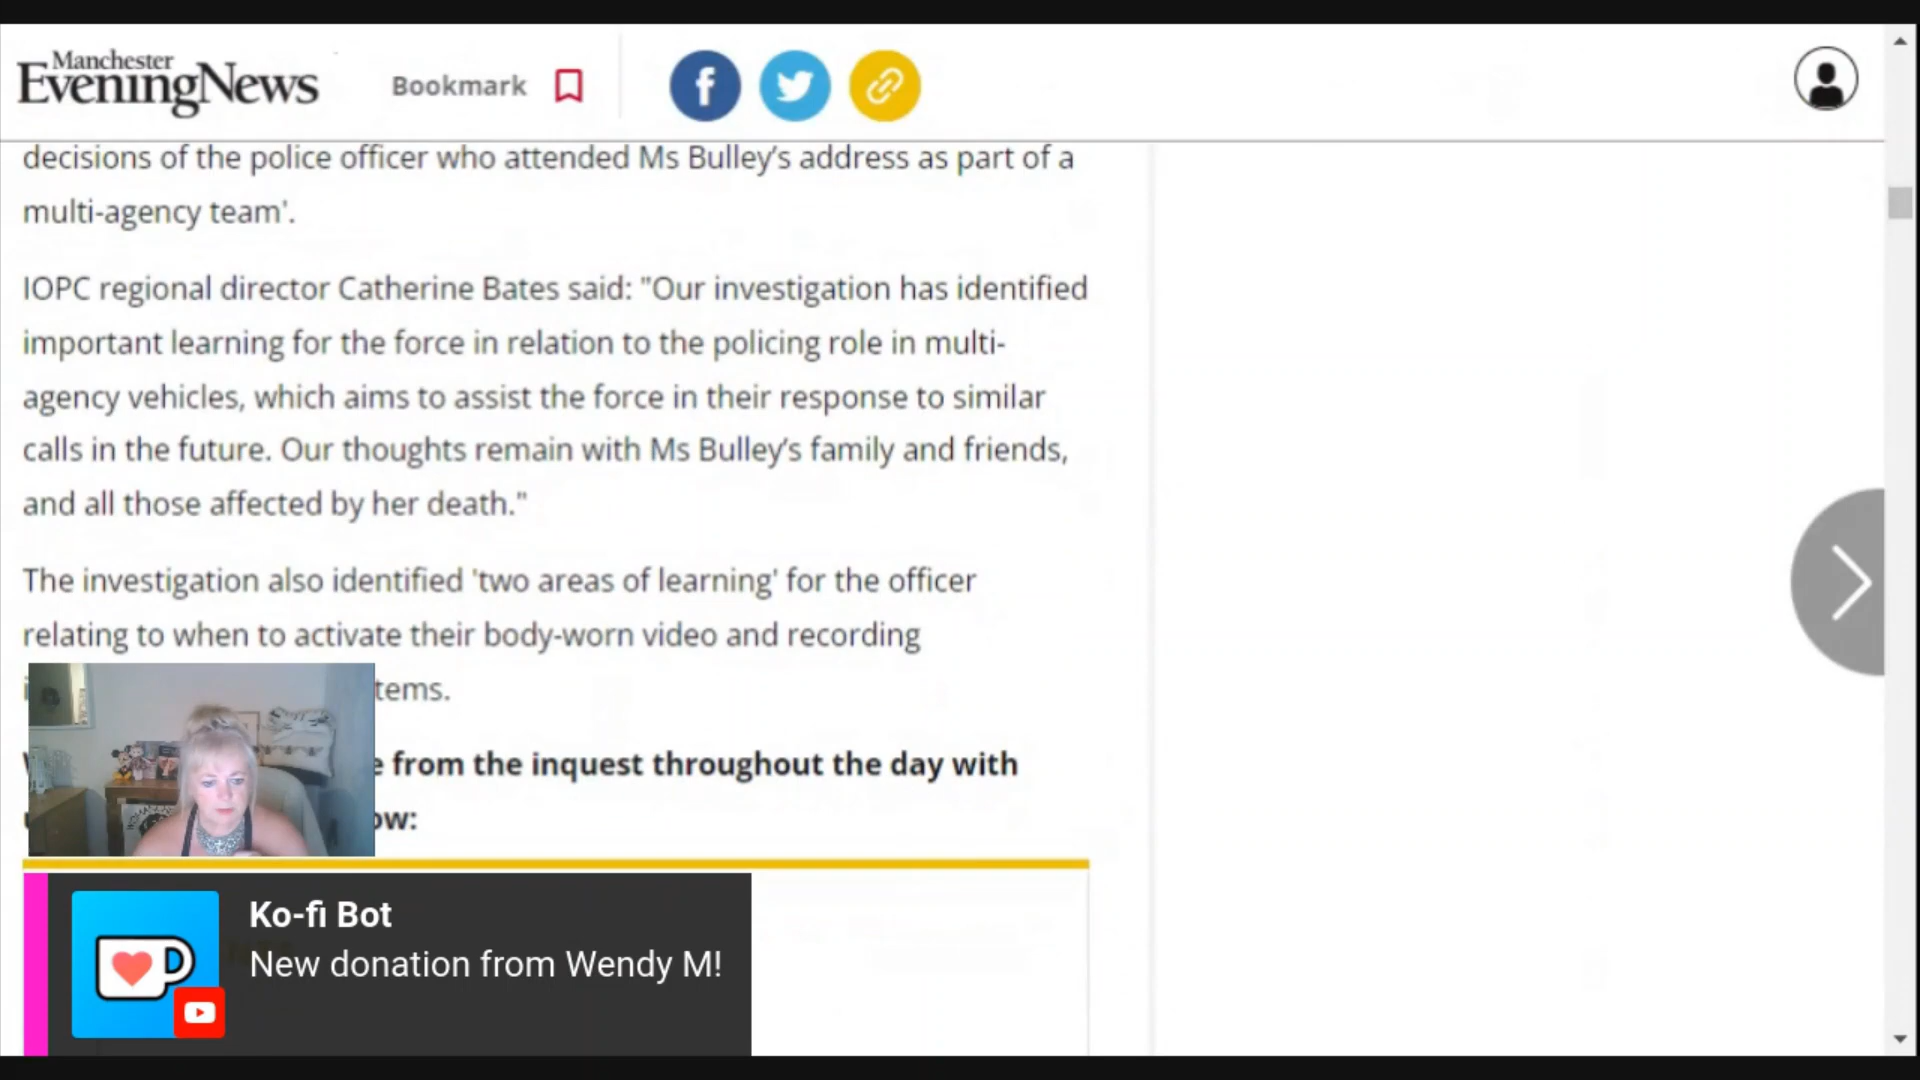 Manchester
EveningNews
Bookmark
decisions of the police officer who attended Ms Bulley's address as part of a
multi-agency team'.
IOPC regional director Catherine Bates said: "Our investigation has identified
important learning for the force in relation to the policing role in multi-
agency vehicles, which aims to assist the force in their response to similar
calls in the future. Our thoughts remain with Ms Bulley's family and friends,
and all those affected by her death."
The investigation also identified 'two areas of learning' for the officer
relating to when to activate their body-worn video and recording
tems.
from the inquest throughout the day with
Ko-fi Bot
New donation from Wendy M!